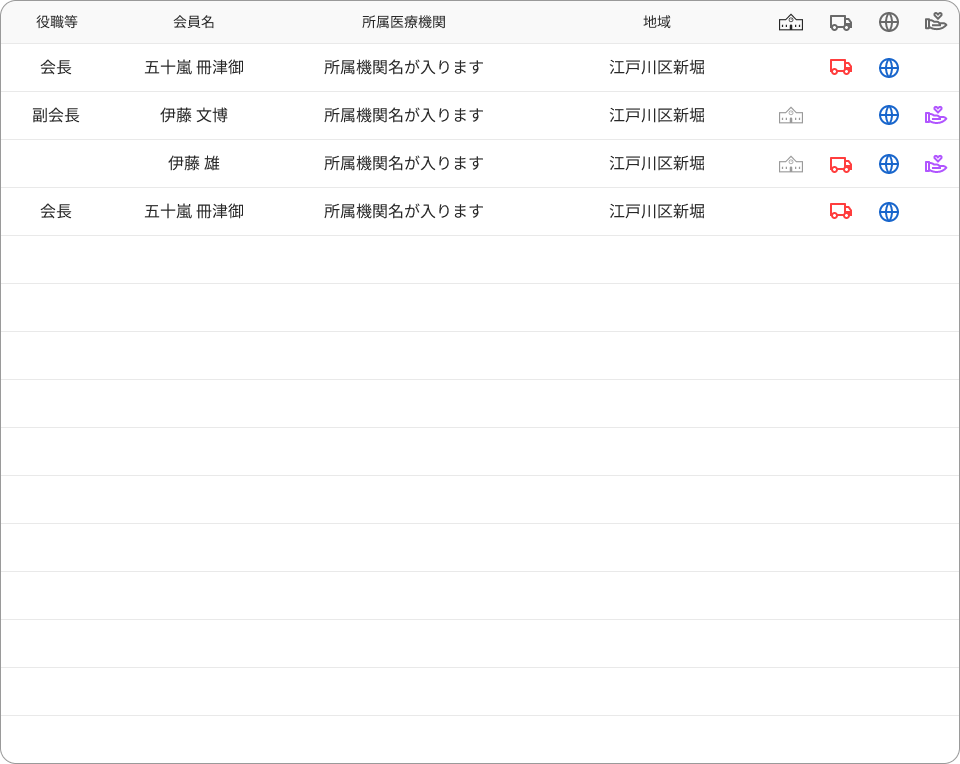 役職等 会員名 所属医療機関 地域
会長 五十嵐 冊津御 所属機関名が入ります 江戸川区新堀
副会長 伊藤 文博 所属機関名が入ります 江戸川区新堀
伊藤 雄 所属機関名が入ります 江戸川区新堀
会長 五十嵐 冊津御 所属機関名が入ります 江戸川区新堀